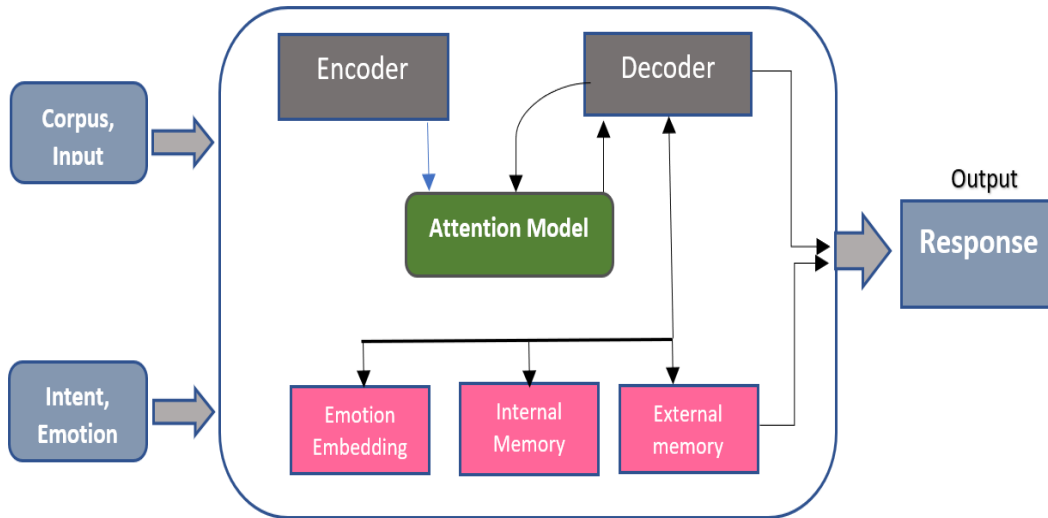 Encoder
Decoder
Corpus,
Input
Attention Model
Output
Response
Intent,
Emotion
Emotion
Embedding
Internal
Memory
External
memory